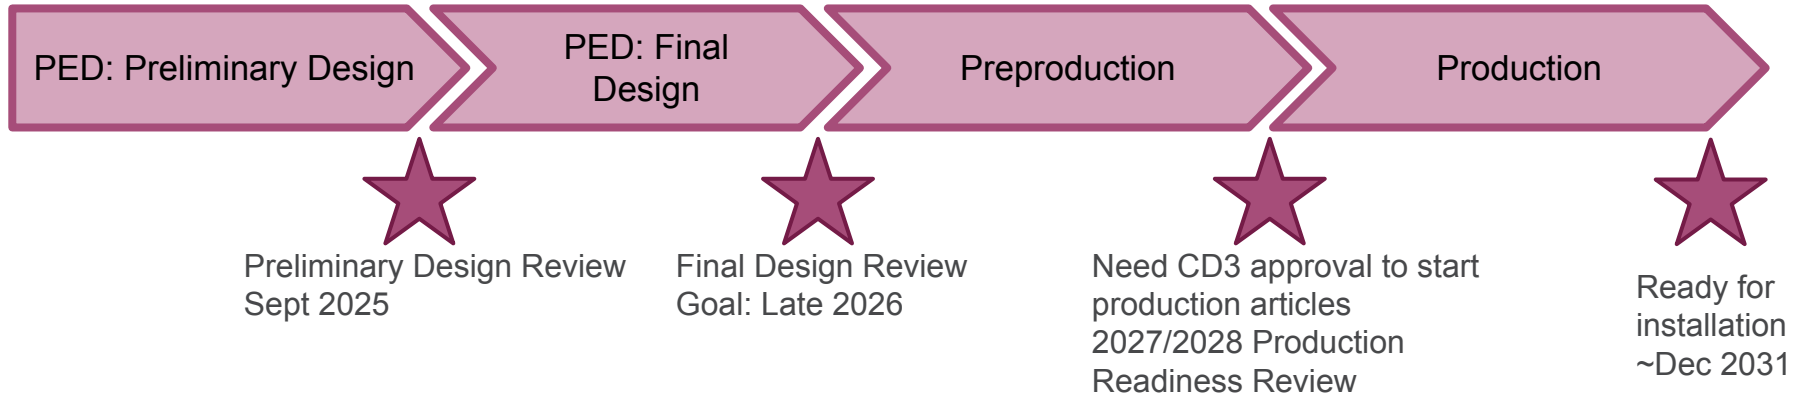 PED: Preliminary Design
PED: Final
Design
Preproduction
Production
Preliminary Design Review
Sept 2025
Final Design Review
Goal: Late 2026
Need CD3 approval to start
production articles
2027/2028 Production
Readiness Review
Ready for
installation
~Dec 2031